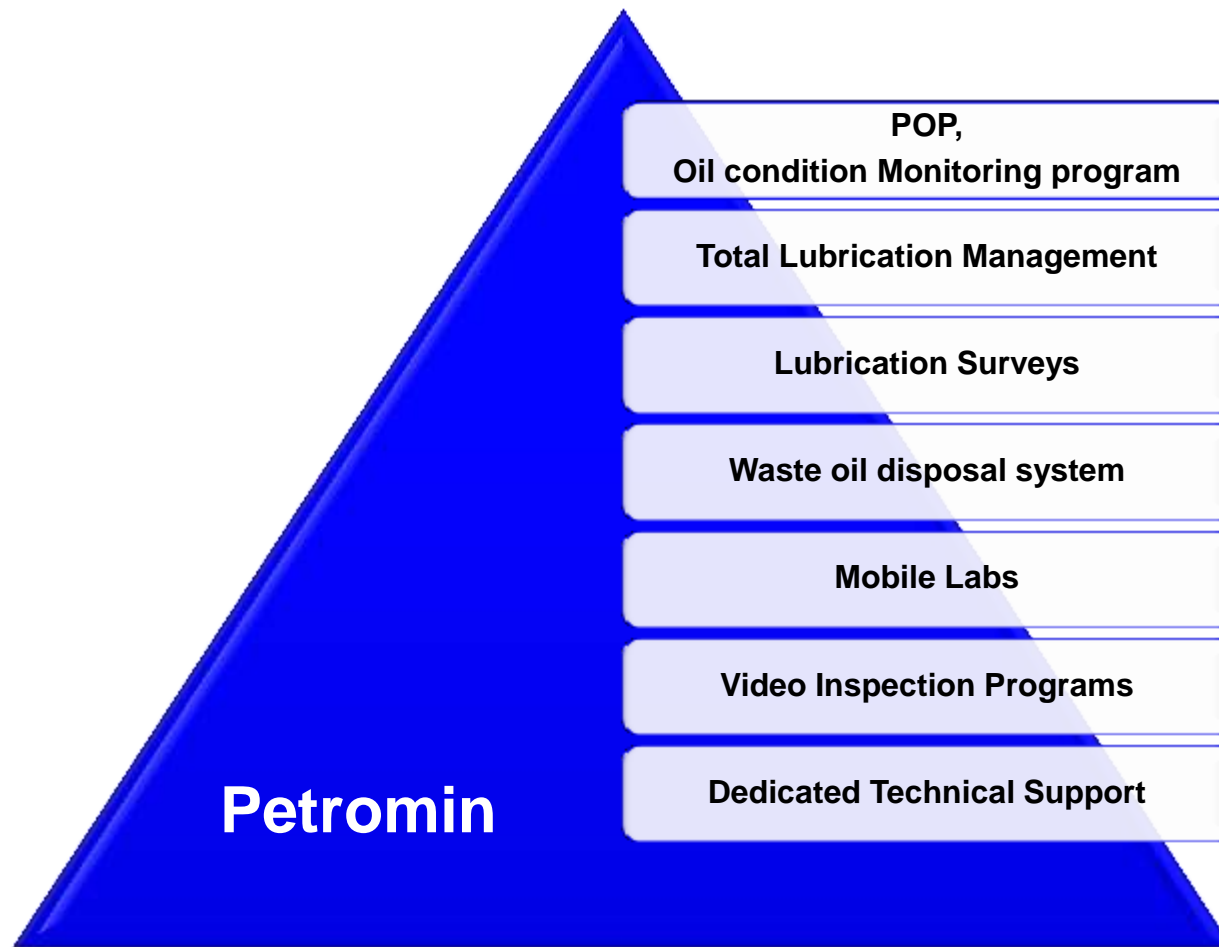 POP,
Oil condition Monitoring program
Total Lubrication Management
Lubrication Surveys
Waste oil disposal system
Mobile Labs
Video Inspection Programs
Dedicated Technical Support
Petromin